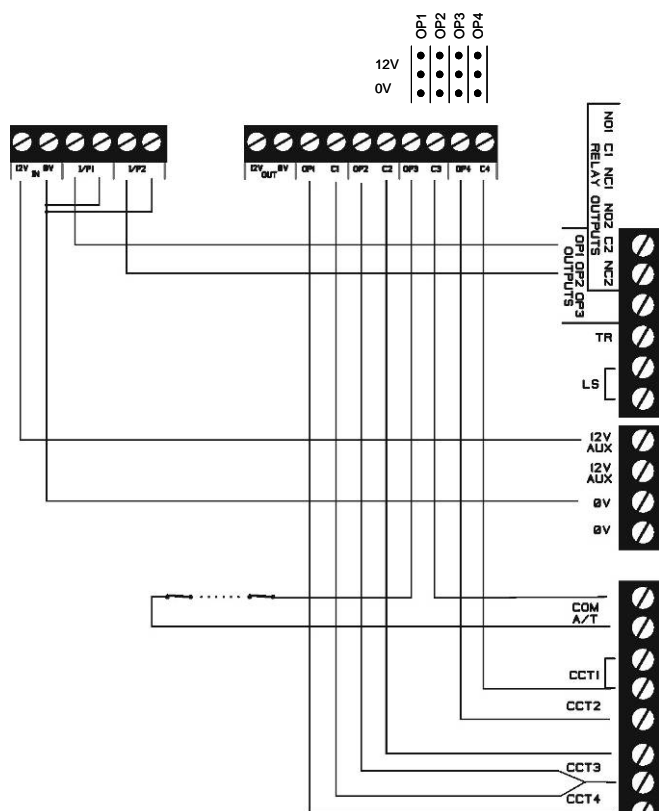 OP1 OP2 OP3 OP4
12V
0V
12V 0V I/P1 I/P2
IN
12V 0V OP1 C1 OP2 C2 OP3 C3 OP4 C4
OUT
NO1 C1 NC1 NO2 C2 NC2
RELAY OUTPUTS
OP1 OP2 OP3
OUTPUTS
TR
LS
12V
AUX
12V
AUX
0V
0V
COM
A/T
CCT1
CCT2
CCT3
CCT4